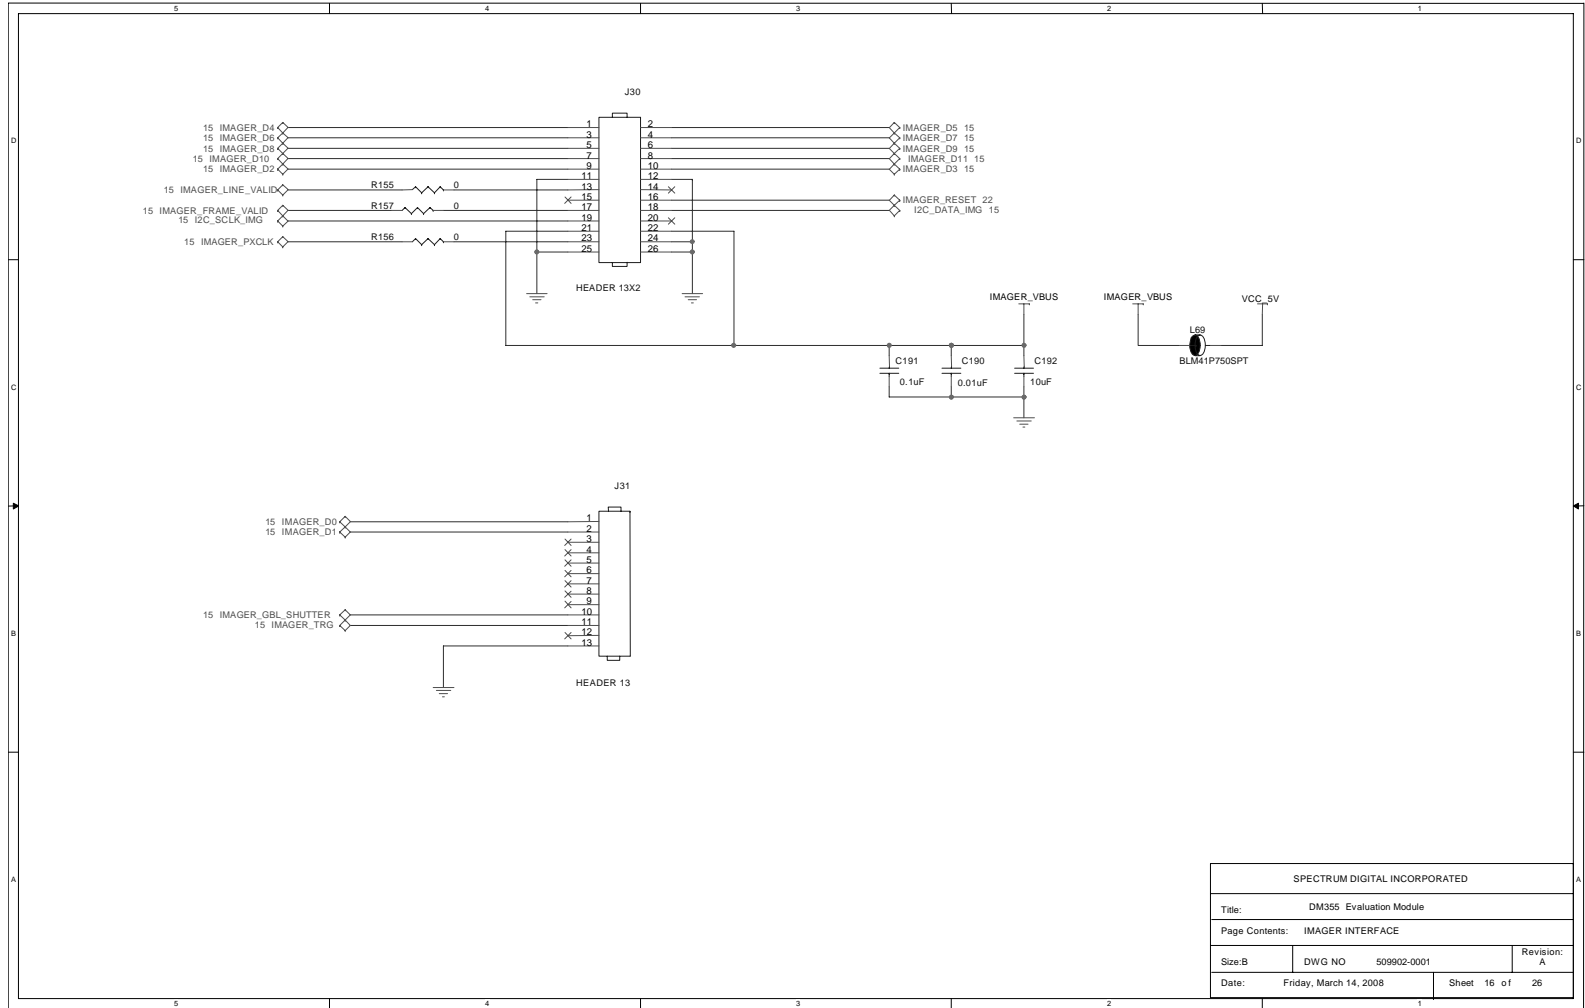 5 4 3 2 1
D D
C C
B B
A A
J30
15 IMAGER_D4 1 2 IMAGER_D5 15
15 IMAGER_D6 3 4 IMAGER_D7 15
15 IMAGER_D8 5 6 IMAGER_D9 15
15 IMAGER_D10 7 8 IMAGER_D11 15
15 IMAGER_D2 9 10 IMAGER_D3 15
11 12
15 IMAGER_LINE_VALID R155 0 13 14
15 16 IMAGER_RESET 22
15 IMAGER_FRAME_VALID R157 0 17 18 I2C_DATA_IMG 15
15 I2C_SCLK_IMG 19 20
21 22
15 IMAGER_PXCLK R156 0 23 24
25 26
HEADER 13X2
IMAGER_VBUS IMAGER_VBUS VCC_5V
L69
BLM41P750SPT
C191 C190 C192
0.1uF 0.01uF 10uF
J31
15 IMAGER_D0 1
15 IMAGER_D1 2
3
4
5
6
7
8
9
15 IMAGER_GBL_SHUTTER 10
15 IMAGER_TRG 11
12
13
HEADER 13
SPECTRUM DIGITAL INCORPORATED
Title: DM355 Evaluation Module
Page Contents: IMAGER INTERFACE
Size:B DWG NO 509902-0001 Revision: A
Date: Friday, March 14, 2008 Sheet 16 of 26
5 4 3 2 1